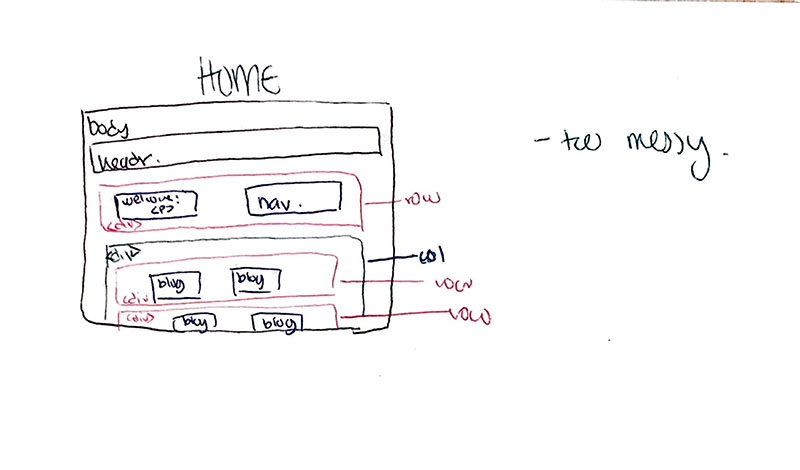 HOME
body
header.
welcome:
<p>
nav.
<div>
row
<div>
col
blog
blog
<div
row
<div>
blog
blog
row
- too messy.